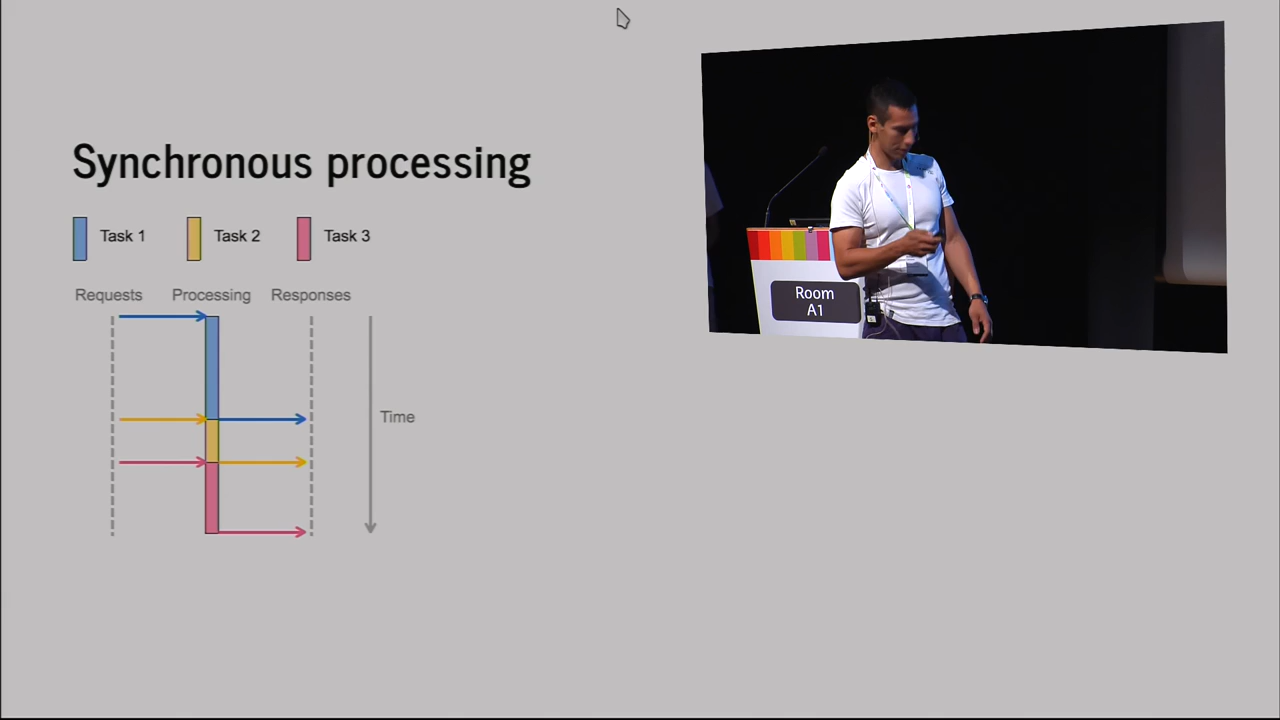 Synchronous processing
Task 1 Task 2 Task 3
Requests Processing Responses
Time
Room
A1